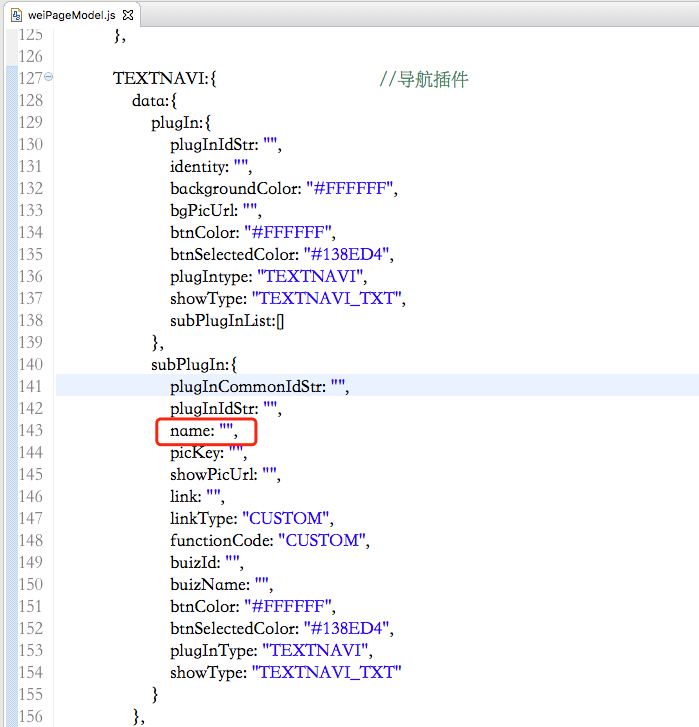 weiPageModel.js
125 },
126
127 TEXTNAVI:{ //导航插件
128 data:{
129 plugIn:{
130 plugInIdStr: "",
131 identity: "",
132 backgroundColor: "#FFFFFF",
133 bgPicUrl: "",
134 btnColor: "#FFFFFF",
135 btnSelectedColor: "#138ED4",
136 plugIntype: "TEXTNAVI",
137 showType: "TEXTNAVI_TXT",
138 subPlugInList:[]
139 },
140 subPlugIn:{
141 plugInCommonIdStr: "",
142 plugInIdStr: "",
143 name: "",
144 picKey: "",
145 showPicUrl: "",
146 link: "",
147 linkType: "CUSTOM",
148 functionCode: "CUSTOM",
149 buizId: "",
150 buizName: "",
151 btnColor: "#FFFFFF",
152 btnSelectedColor: "#138ED4",
153 plugInType: "TEXTNAVI",
154 showType: "TEXTNAVI_TXT"
155 }
156 },